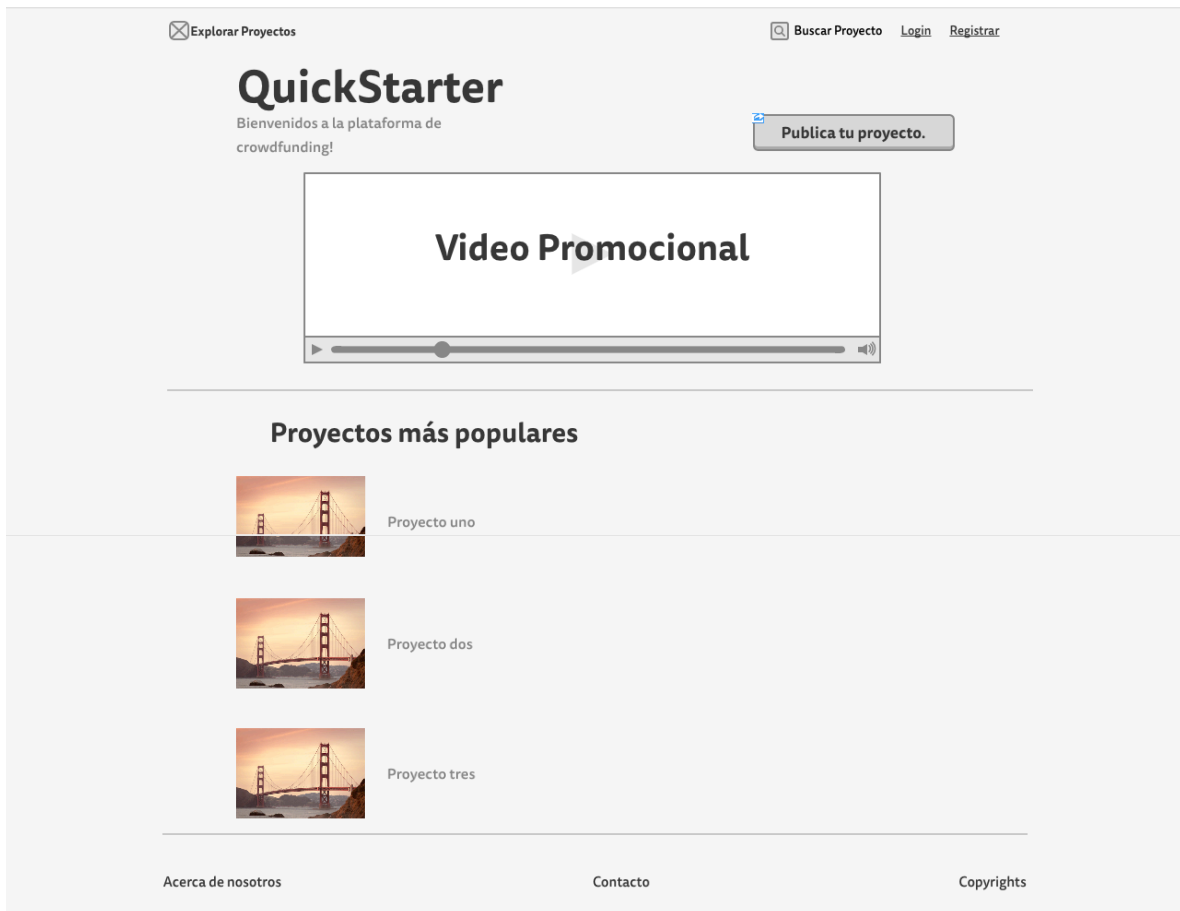 Explorar Proyectos
Buscar Proyecto
Login
Registrar
QuickStarter
Bienvenidos a la plataforma de
crowdfunding!
Publica tu proyecto.
Video Promocional
Proyectos más populares
Proyecto uno
Proyecto dos
Proyecto tres
Acerca de nosotros
Contacto
Copyrights